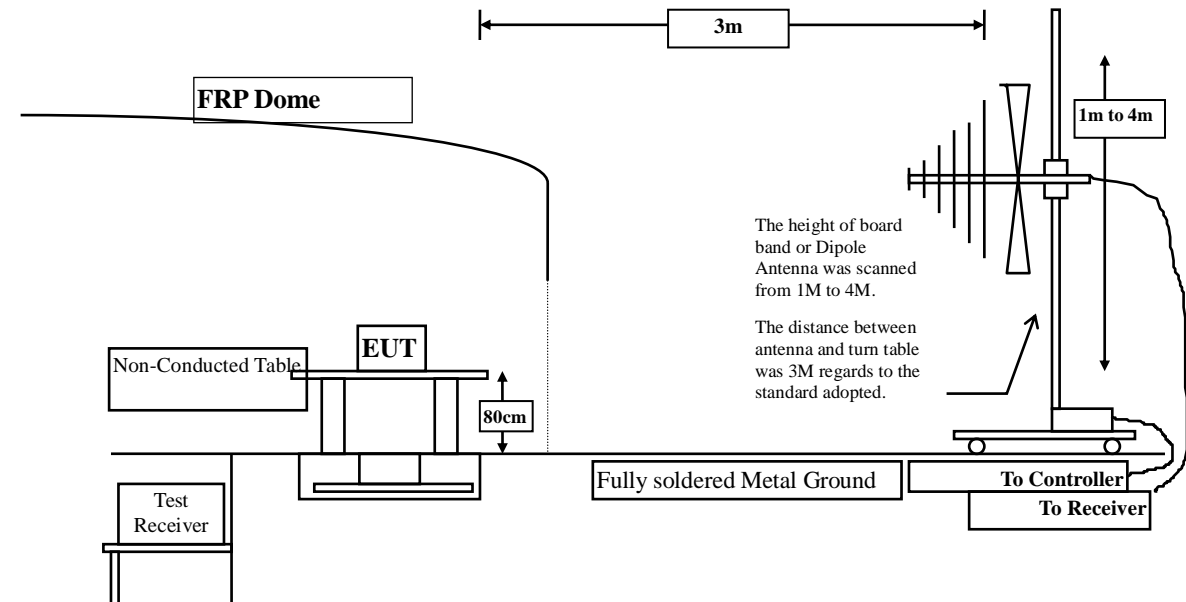 3m
FRP Dome
1m to 4m
The height of board
band or Dipole
Antenna was scanned
from 1M to 4M.
The distance between
antenna and turn table
was 3M regards to the
standard adopted.
EUT
Non-Conducted Table
80cm
Fully soldered Metal Ground
To Controller
To Receiver
Test
Receiver